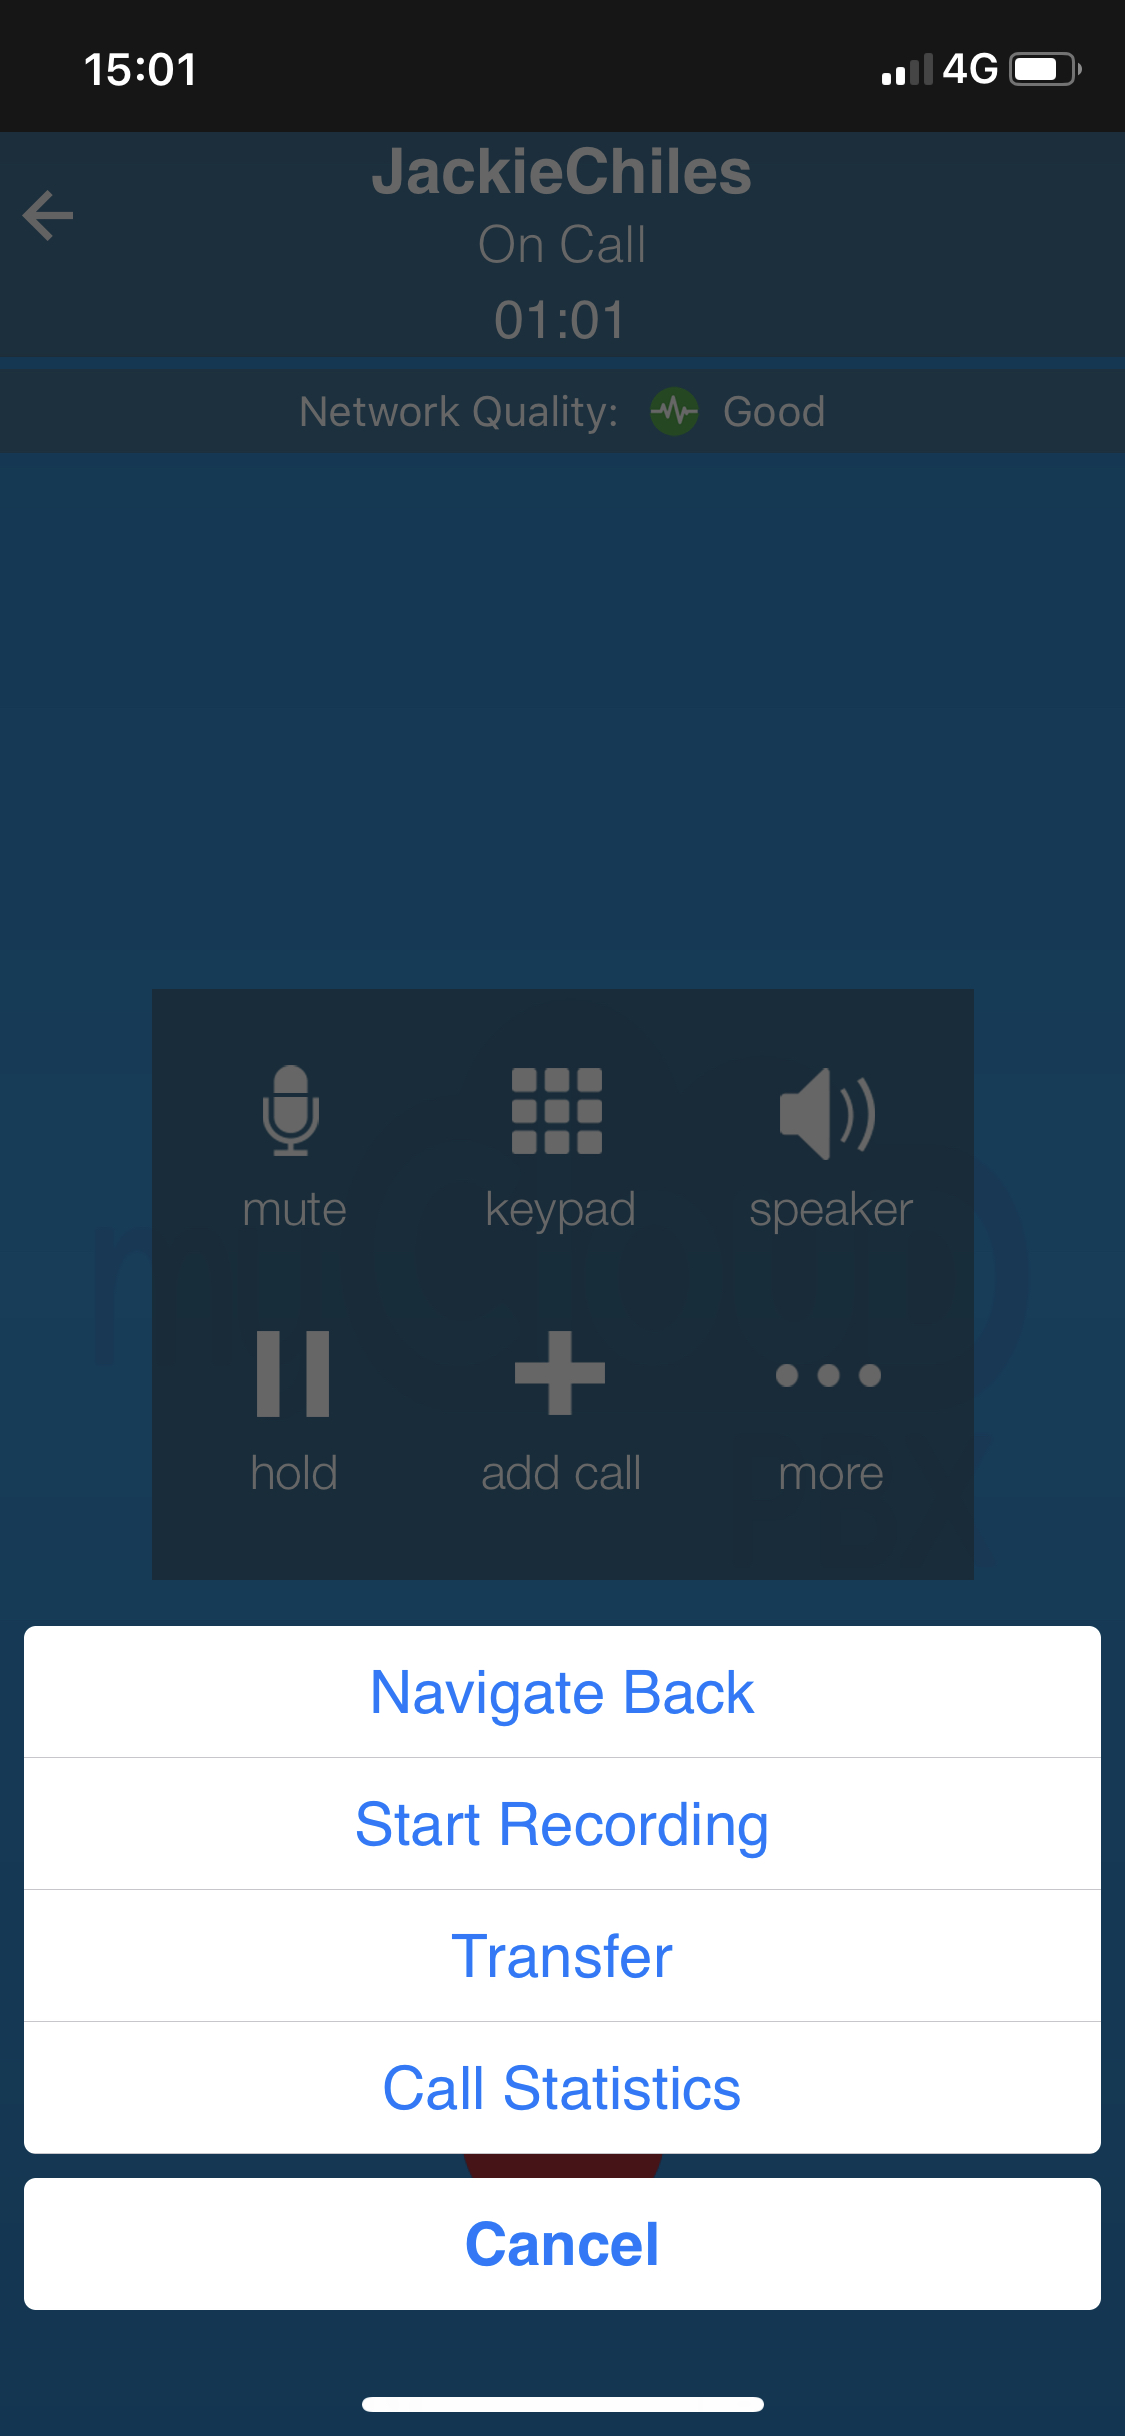 15:01
4G
JackieChiles
On Call
01:01
Network Quality: Good
mute keypad speaker
hold add call more
Navigate Back
Start Recording
Transfer
Call Statistics
Cancel